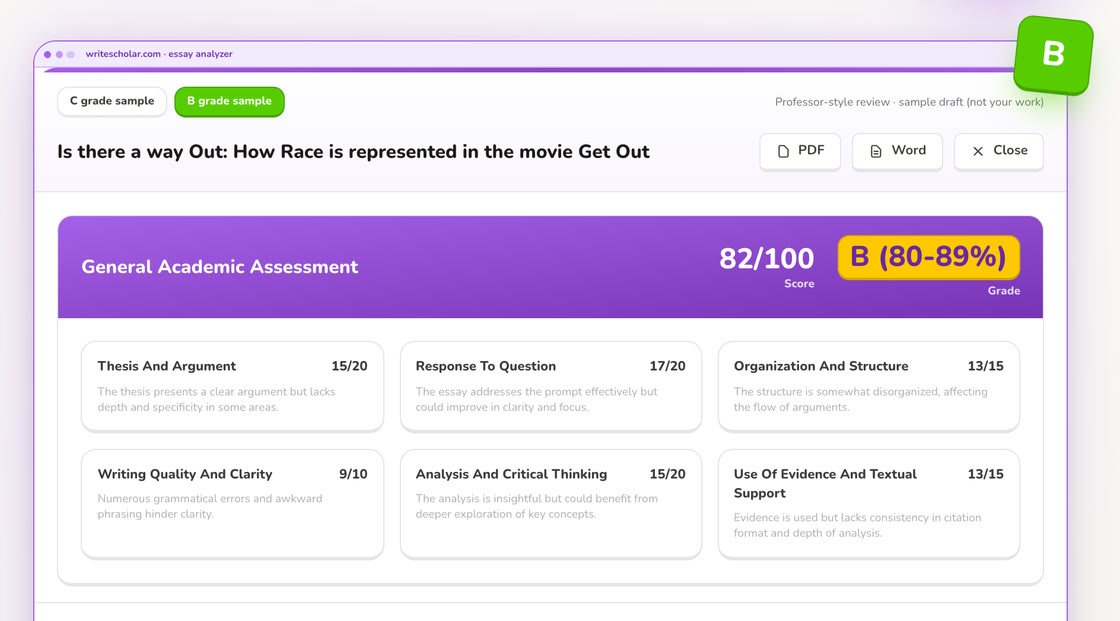 B
writescholar.com · essay analyzer
C grade sample
B grade sample
Professor-style review · sample draft (not your work)
Is there a way Out: How Race is represented in the movie Get Out
PDF
Word
Close
General Academic Assessment
82/100
Score
B (80-89%)
Grade
Thesis And Argument
15/20
The thesis presents a clear argument but lacks
depth and specificity in some areas.
Response To Question
17/20
The essay addresses the prompt effectively but
could improve in clarity and focus.
Organization And Structure
13/15
The structure is somewhat disorganized, affecting
the flow of arguments.
Writing Quality And Clarity
9/10
Numerous grammatical errors and awkward
phrasing hinder clarity.
Analysis And Critical Thinking
15/20
The analysis is insightful but could benefit from
deeper exploration of key concepts.
Use Of Evidence And Textual
Support
13/15
Evidence is used but lacks consistency in citation
format and depth of analysis.